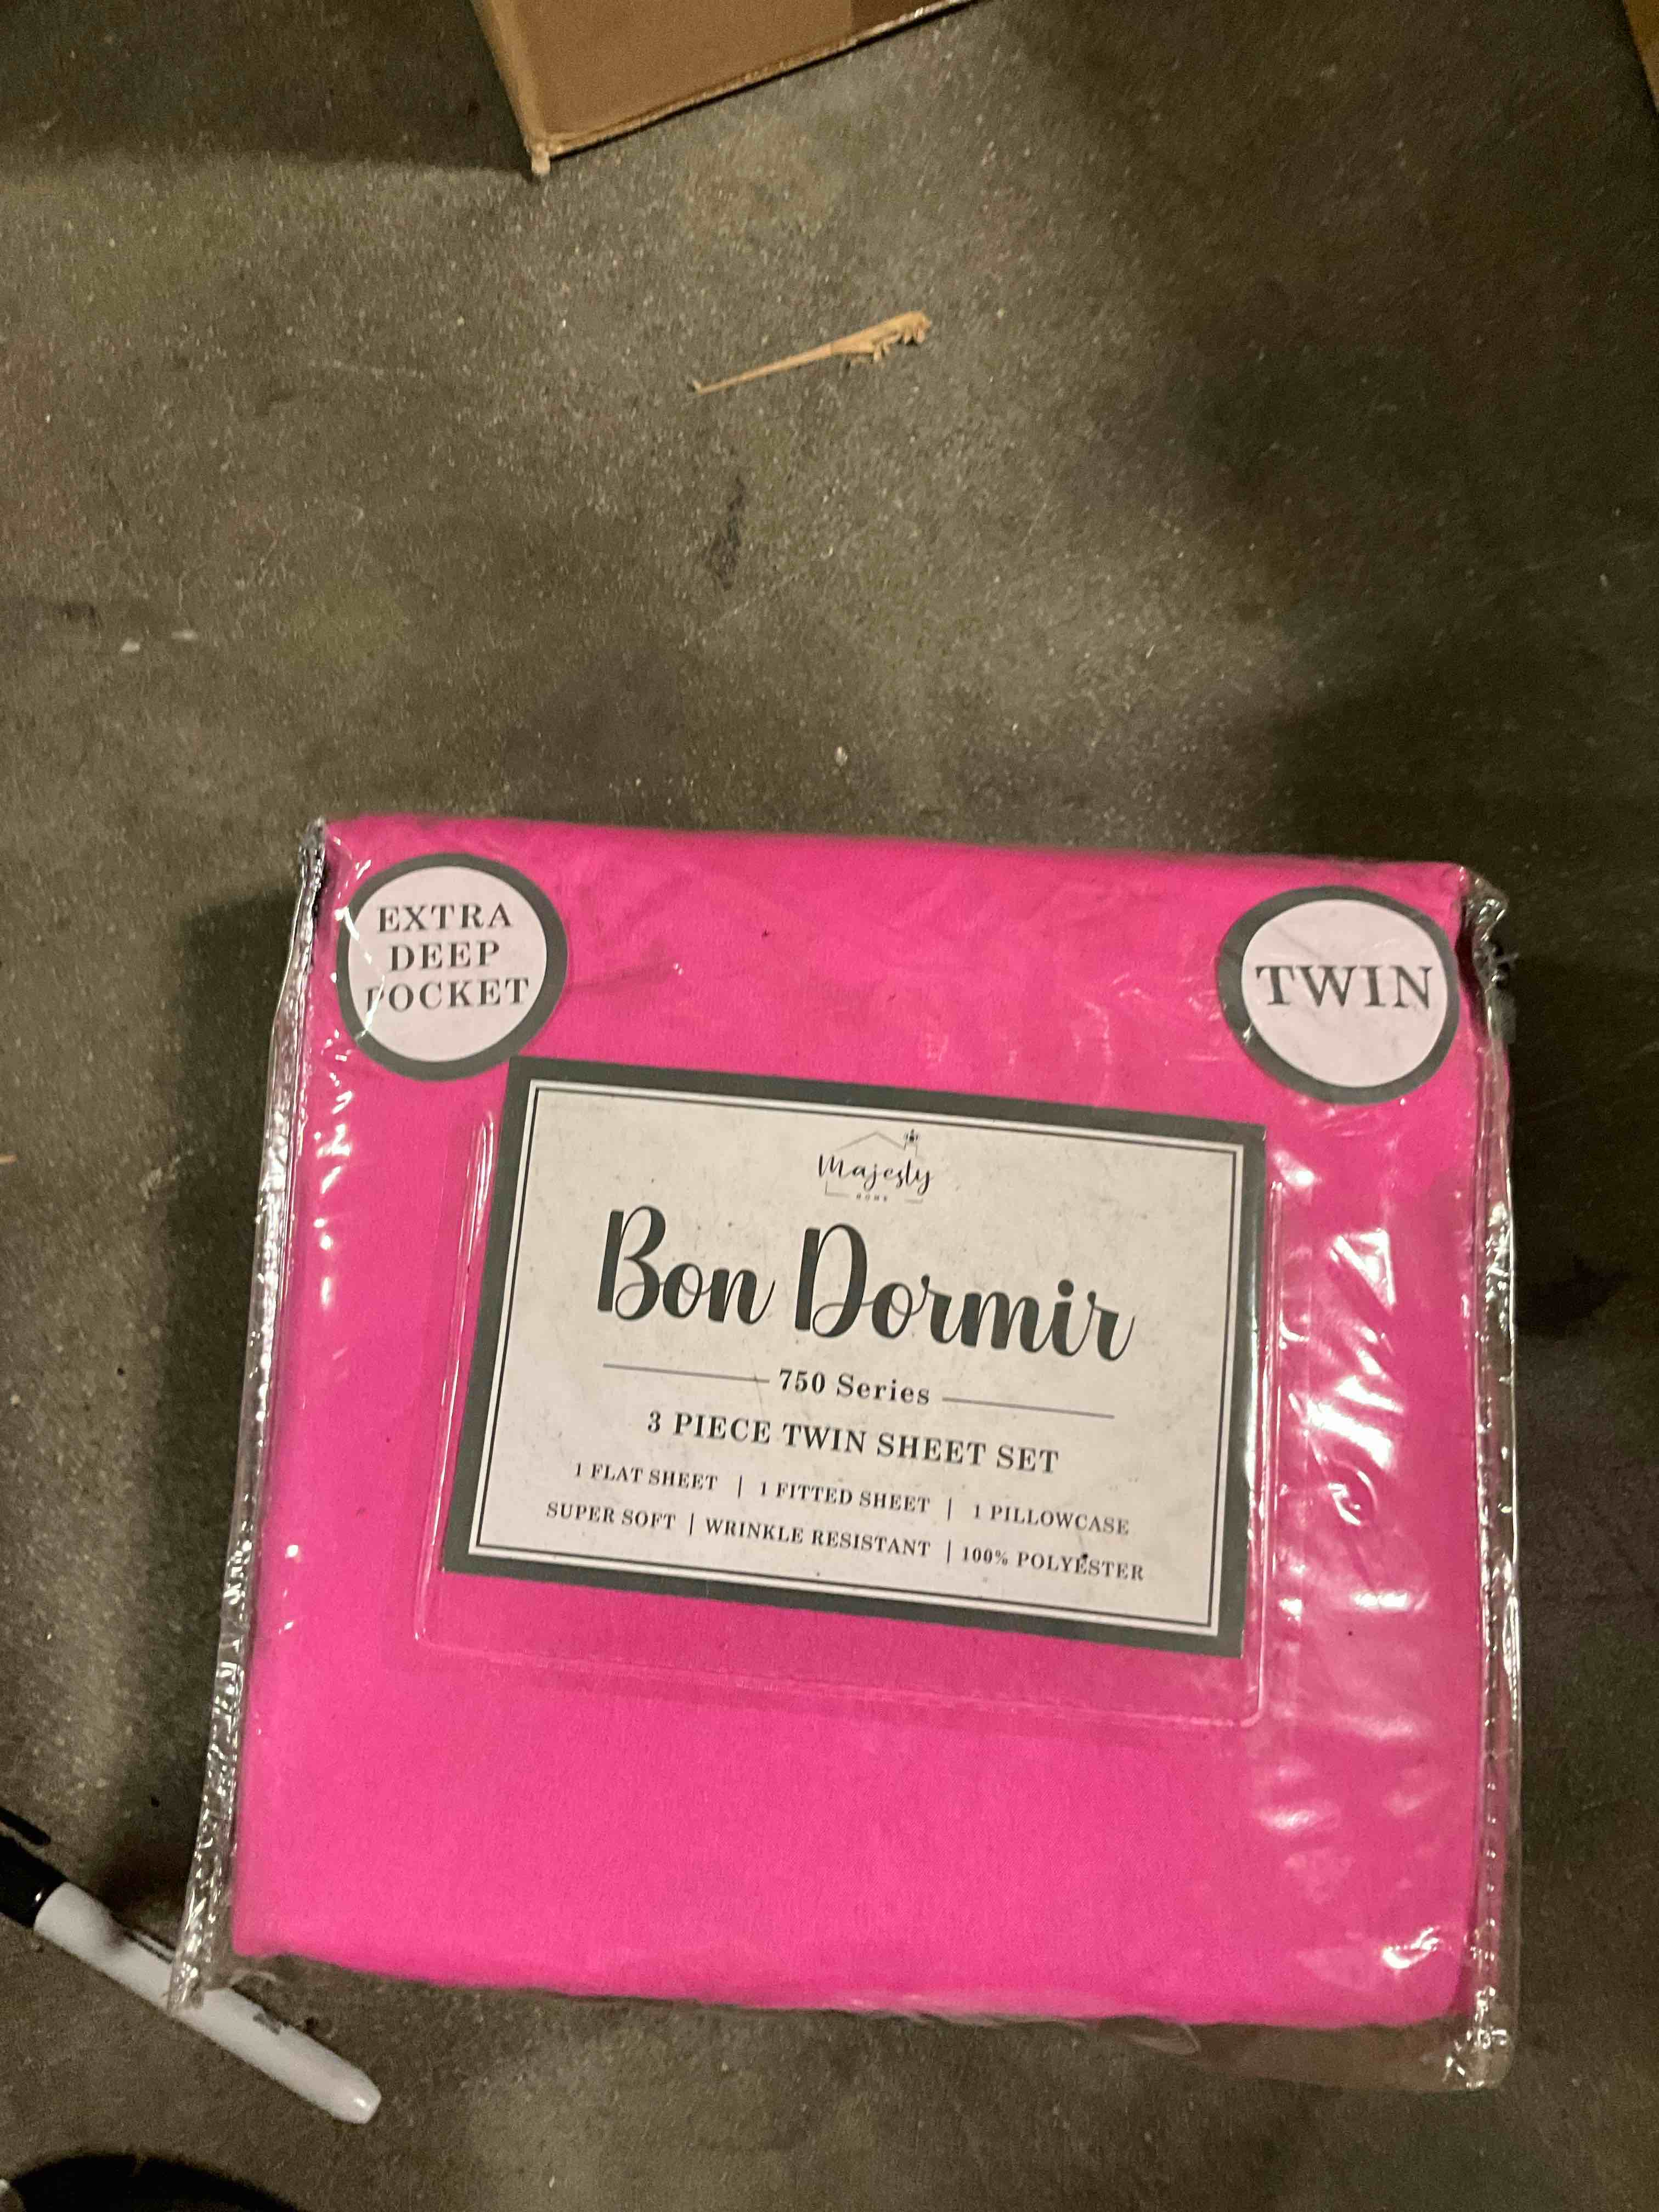 EXTRA
DEEP
POCKET
TWIN
Majesty
HOME
Bon Dormir
750 Series
3 PIECE TWIN SHEET SET
1 FLAT SHEET | 1 FITTED SHEET | 1 PILLOWCASE
SUPER SOFT | WRINKLE RESISTANT | 100% POLYESTER